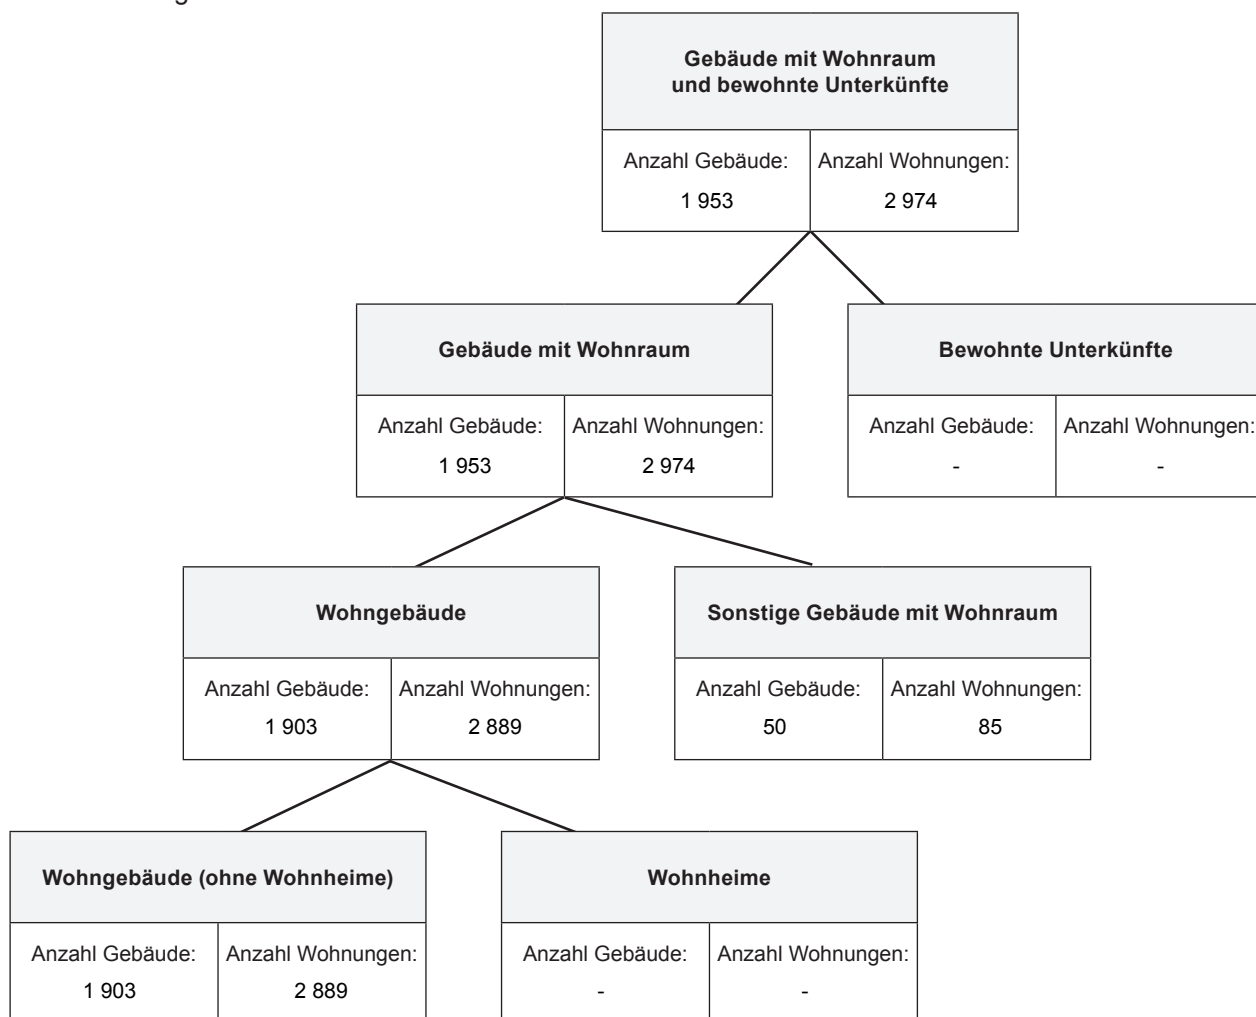 Gebäude mit Wohnraum
und bewohnte Unterkünfte
Anzahl Gebäude: Anzahl Wohnungen:
1 953 2 974
Gebäude mit Wohnraum Bewohnte Unterkünfte
Anzahl Gebäude: Anzahl Wohnungen: Anzahl Gebäude: Anzahl Wohnungen:
1 953 2 974 - -
Wohngebäude Sonstige Gebäude mit Wohnraum
Anzahl Gebäude: Anzahl Wohnungen: Anzahl Gebäude: Anzahl Wohnungen:
1 903 2 889 50 85
Wohngebäude (ohne Wohnheime) Wohnheime
Anzahl Gebäude: Anzahl Wohnungen: Anzahl Gebäude: Anzahl Wohnungen:
1 903 2 889 - -